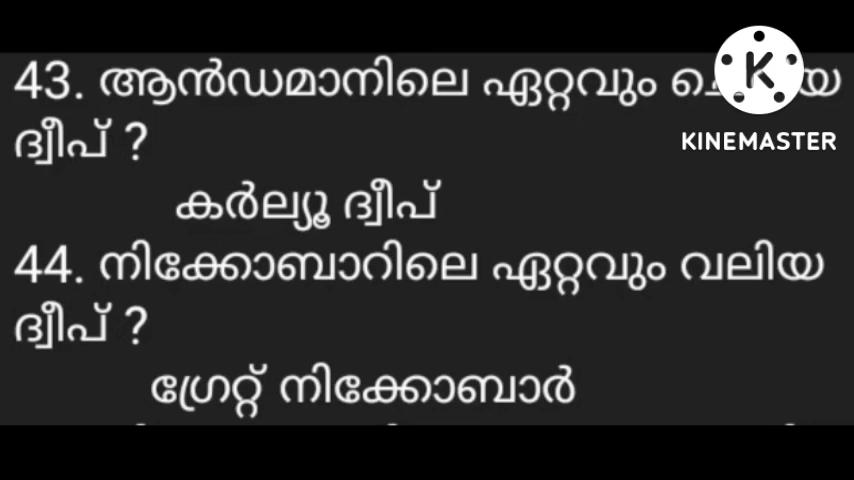 43. ആൻഡമാനിലെ ഏറ്റവും
ദ്വീപ് ?
കർല്യൂ ദ്വീപ്
44. നിക്കോബാറിലെ ഏറ്റവും വലിയ
ദ്വീപ് ?
ഗ്രേറ്റ് നിക്കോബാർ
K
KINEMASTER